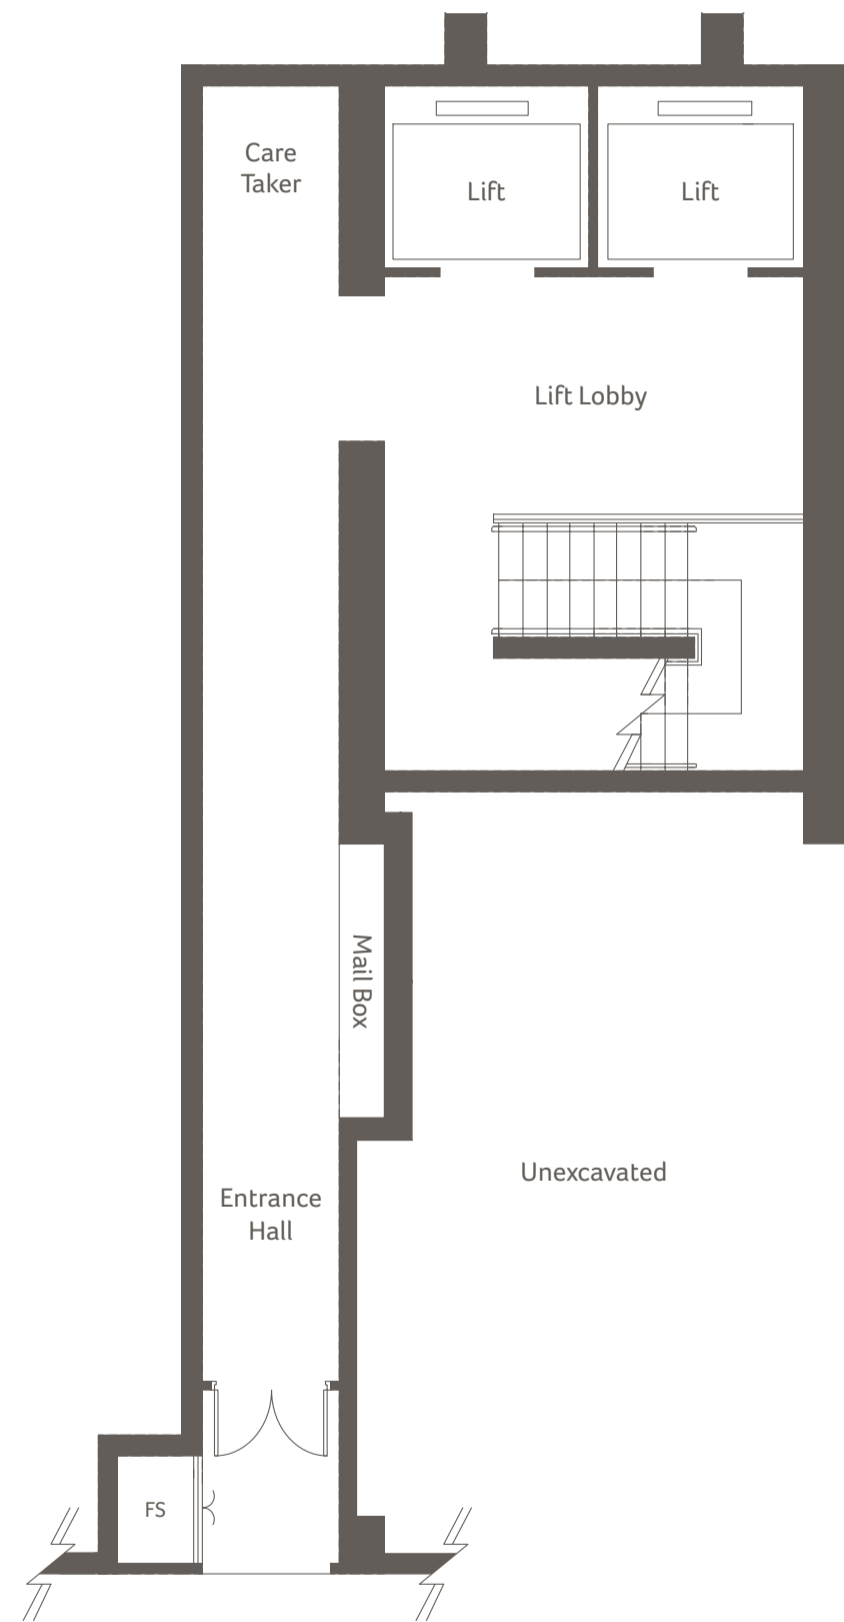 Care
Taker
Lift
Lift
Lift Lobby
Mail Box
Unexcavated
Entrance
Hall
FS